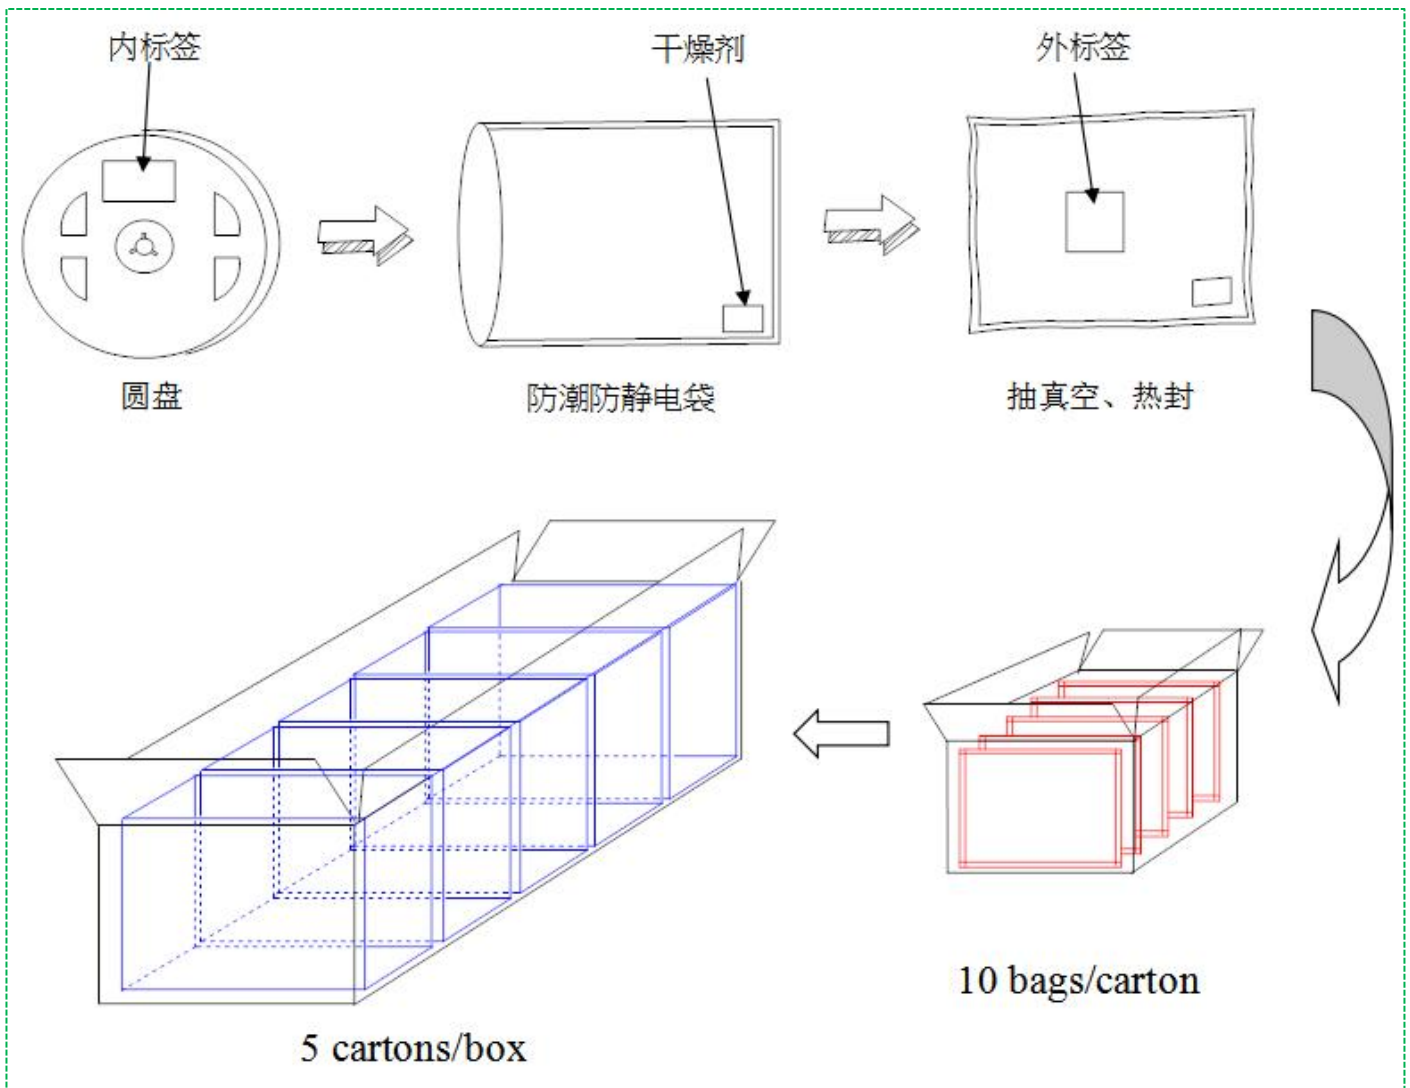 内标签
干燥剂
外标签
圆盘
防潮防静电袋
抽真空、热封
10 bags/carton
5 cartons/box